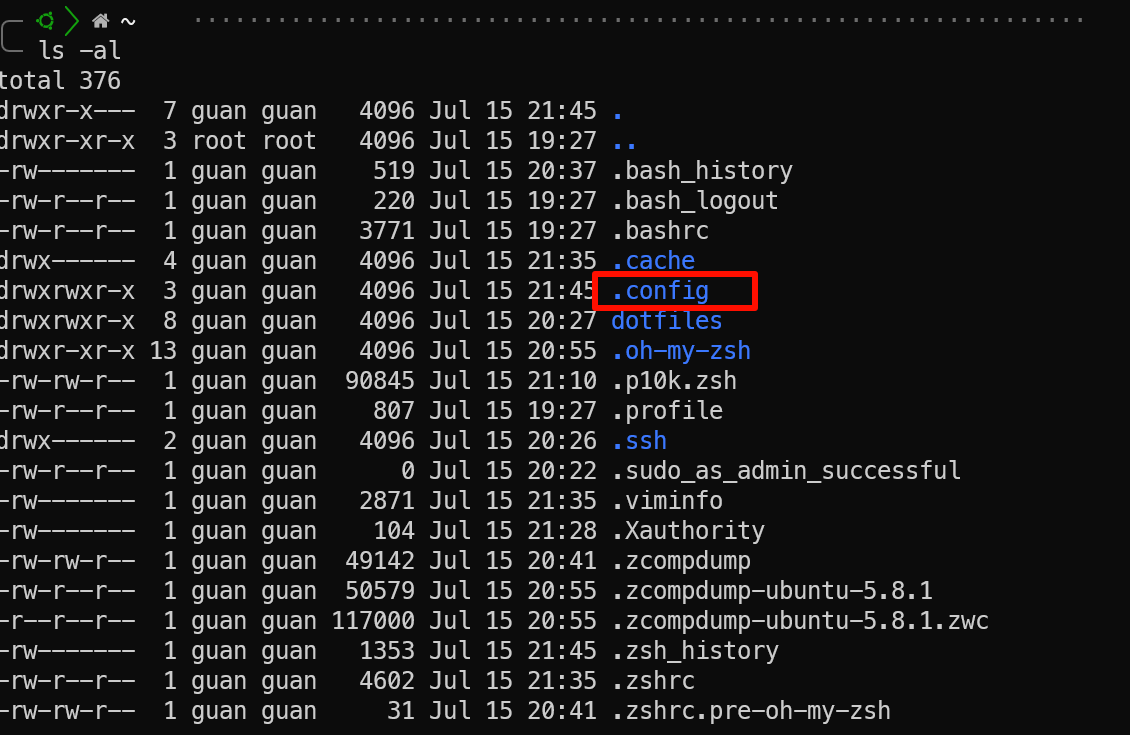 ~
ls -al
total 376
drwxr-x--- 7 guan guan 4096 Jul 15 21:45 .
drwxr-xr-x 3 root root 4096 Jul 15 19:27 ..
-rw------- 1 guan guan 519 Jul 15 20:37 .bash_history
-rw-r--r-- 1 guan guan 220 Jul 15 19:27 .bash_logout
-rw-r--r-- 1 guan guan 3771 Jul 15 19:27 .bashrc
drwx------ 4 guan guan 4096 Jul 15 21:35 .cache
drwxrwxr-x 3 guan guan 4096 Jul 15 21:45 .config
drwxrwxr-x 8 guan guan 4096 Jul 15 20:27 dotfiles
drwxr-xr-x 13 guan guan 4096 Jul 15 20:55 .oh-my-zsh
-rw-rw-r-- 1 guan guan 90845 Jul 15 21:10 .p10k.zsh
-rw-r--r-- 1 guan guan 807 Jul 15 19:27 .profile
drwx------ 2 guan guan 4096 Jul 15 20:26 .ssh
-rw-r--r-- 1 guan guan 0 Jul 15 20:22 .sudo_as_admin_successful
-rw------- 1 guan guan 2871 Jul 15 21:35 .viminfo
-rw------- 1 guan guan 104 Jul 15 21:28 .Xauthority
-rw-rw-r-- 1 guan guan 49142 Jul 15 20:41 .zcompdump
-rw-r--r-- 1 guan guan 50579 Jul 15 20:55 .zcompdump-ubuntu-5.8.1
-r--r--r-- 1 guan guan 117000 Jul 15 20:55 .zcompdump-ubuntu-5.8.1.zwc
-rw------- 1 guan guan 1353 Jul 15 21:45 .zsh_history
-rw-r--r-- 1 guan guan 4602 Jul 15 21:35 .zshrc
-rw-rw-r-- 1 guan guan 31 Jul 15 20:41 .zshrc.pre-oh-my-zsh